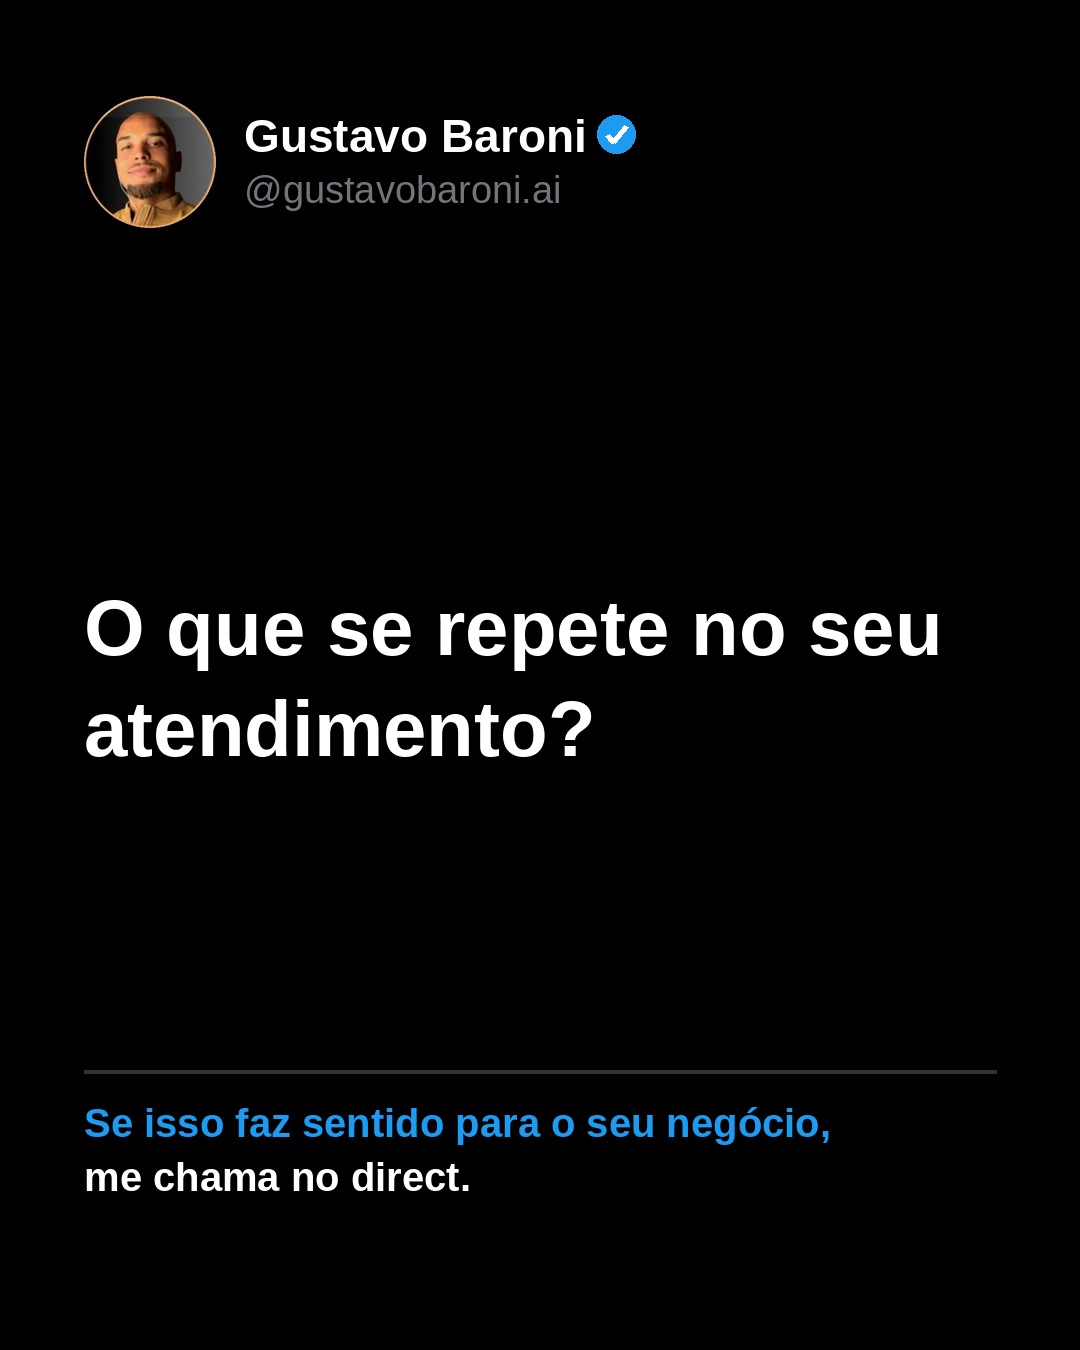 Gustavo Baroni
@gustavobaroni.ai
O que se repete no seu
atendimento?
Se isso faz sentido para o seu negócio,
me chama no direct.